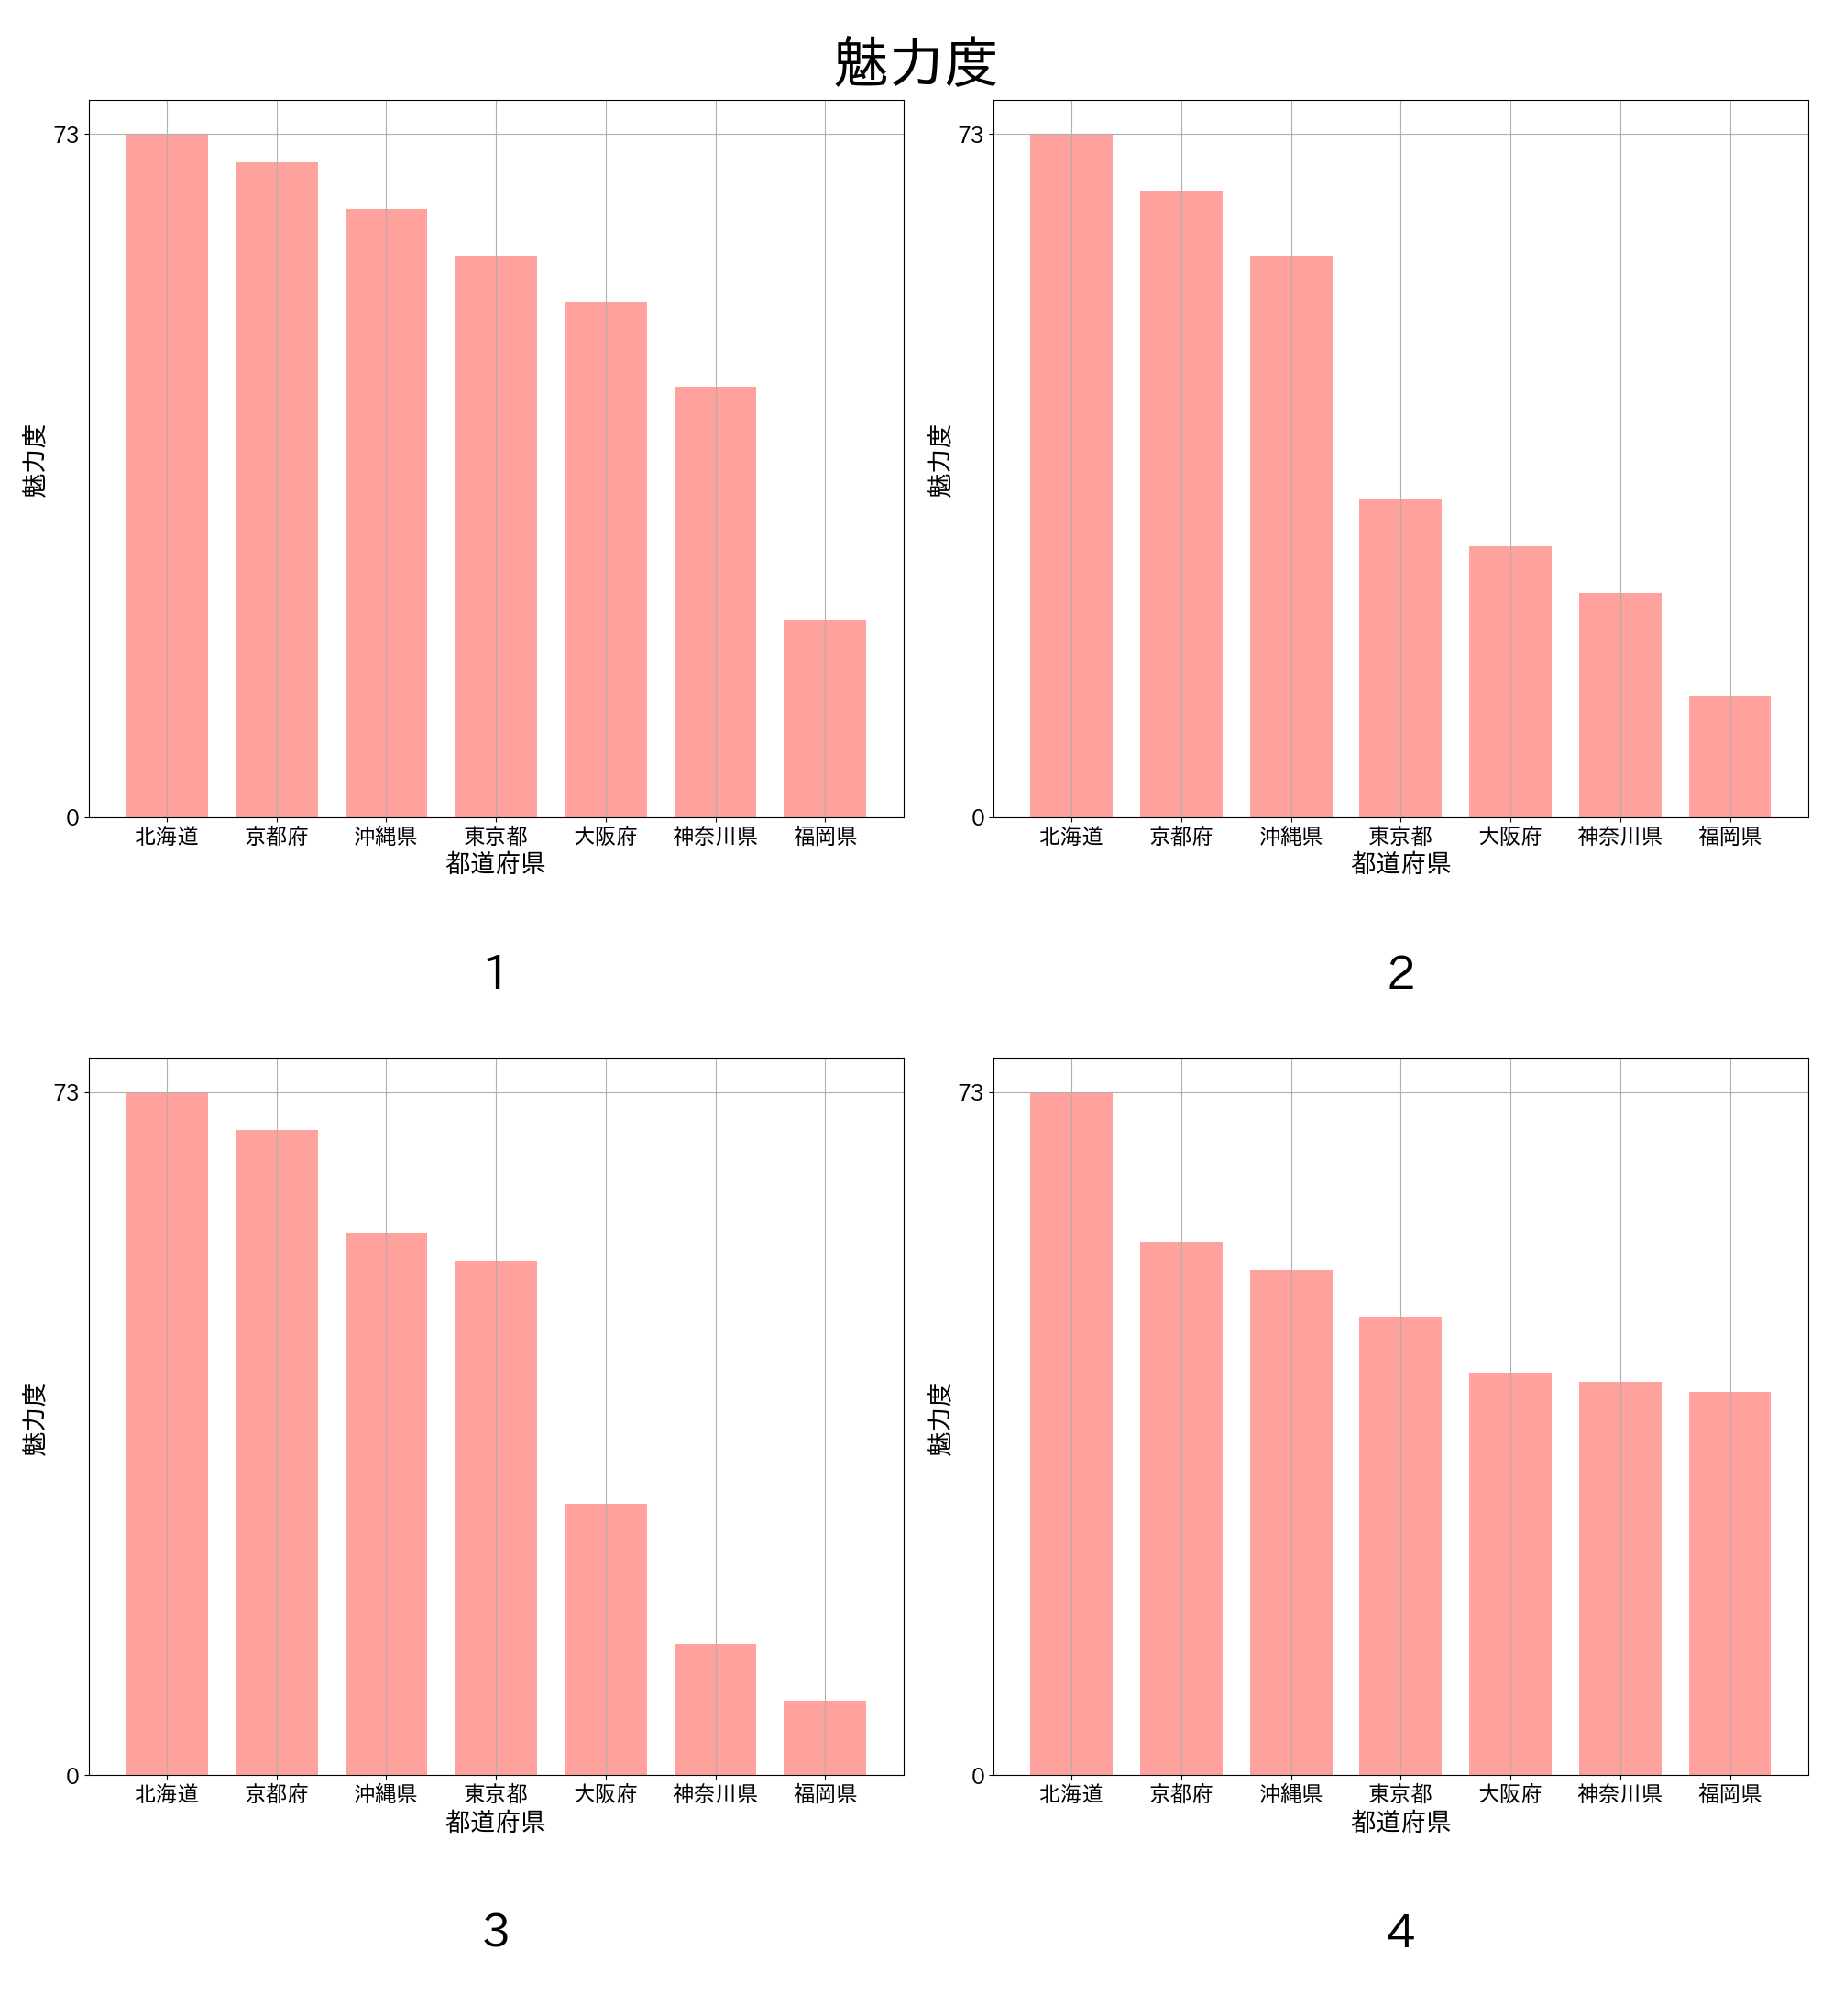 魅力度
73
0
魅力度
北海道 京都府 沖縄県 東京都 大阪府 神奈川県 福岡県
都道府県
1
73
0
魅力度
北海道 京都府 沖縄県 東京都 大阪府 神奈川県 福岡県
都道府県
2
73
0
魅力度
北海道 京都府 沖縄県 東京都 大阪府 神奈川県 福岡県
都道府県
3
73
0
魅力度
北海道 京都府 沖縄県 東京都 大阪府 神奈川県 福岡県
都道府県
4